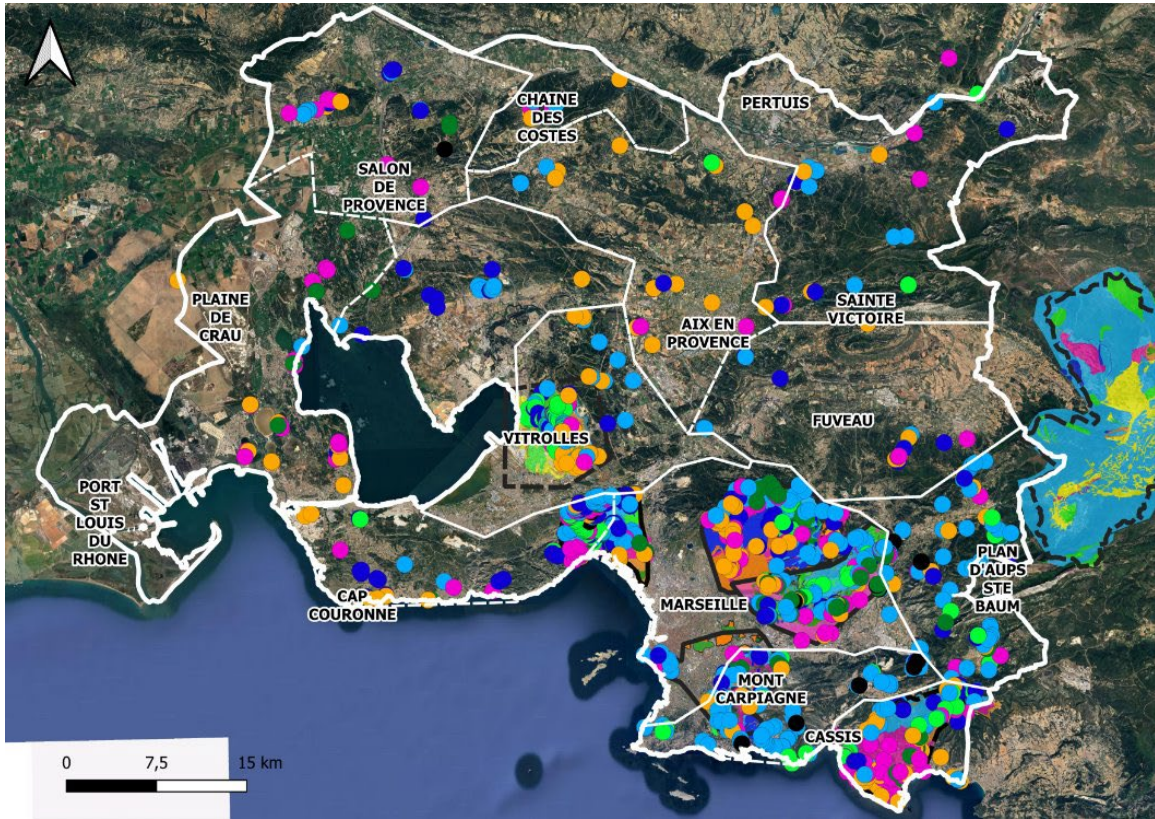 CHAINE
DES
COSTES
PERTUIS
SALON
DE
PROVENCE
PLAINE
DE
CRAU
AIX EN
PROVENCE
SAINTE
VICTOIRE
VITROLLES
FUVEAU
PORT
ST
LOUIS
DU
RHONE
PLAN
D'AUPS
STE
BAUM
CAP
COURONNE
MARSEILLE
MONT
CARPIAGNE
CASSIS
0 7,5 15 km